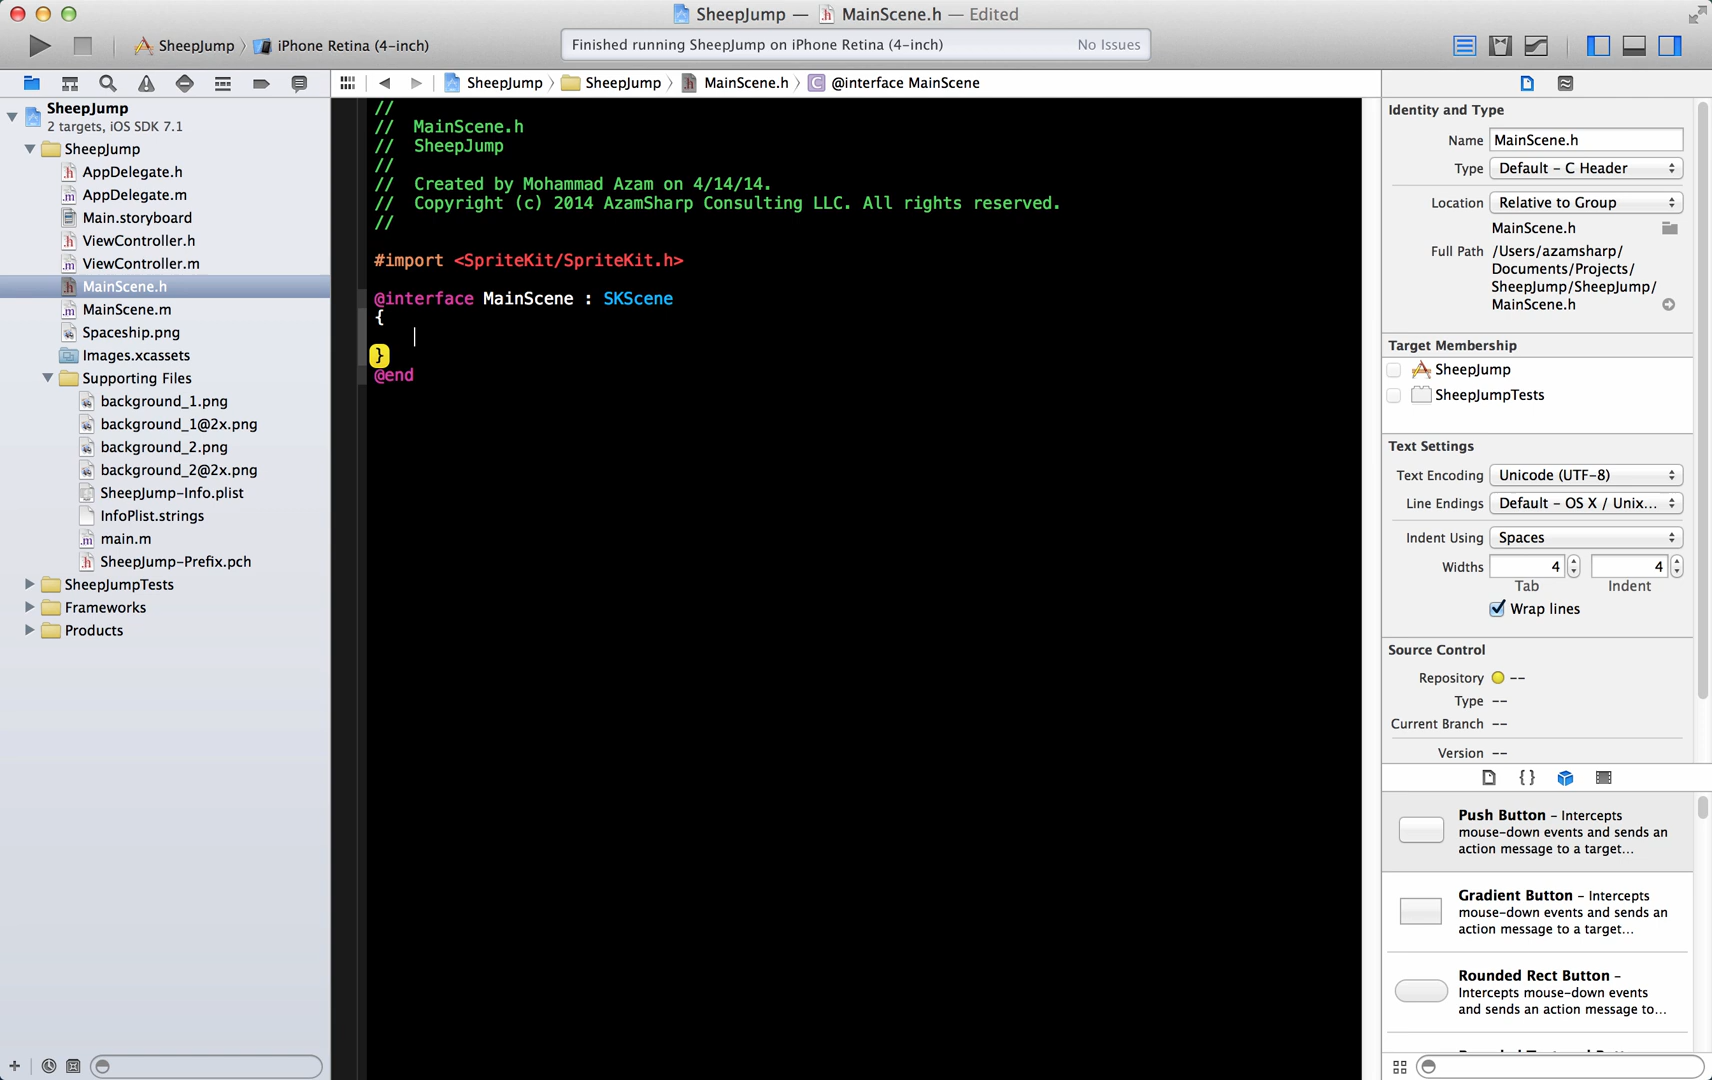 SheepJump — MainScene.h — Edited
SheepJump
iPhone Retina (4-inch)
Finished running SheepJump on iPhone Retina (4-inch)
No Issues
SheepJump
2 targets, iOS SDK 7.1
SheepJump
AppDelegate.h
AppDelegate.m
Main.storyboard
ViewController.h
ViewController.m
MainScene.h
MainScene.m
Spaceship.png
Images.xcassets
Supporting Files
background_1.png
background_1@2x.png
background_2.png
background_2@2x.png
SheepJump-Info.plist
InfoPlist.strings
main.m
SheepJump-Prefix.pch
SheepJumpTests
Frameworks
Products
SheepJump
SheepJump
MainScene.h
@interface MainScene
//
// MainScene.h
// SheepJump
//
// Created by Mohammad Azam on 4/14/14.
// Copyright (c) 2014 AzamSharp Consulting LLC. All rights reserved.
//
#import <SpriteKit/SpriteKit.h>
@interface MainScene : SKScene
{
}
@end
Identity and Type
Name MainScene.h
Type Default - C Header
Location Relative to Group
MainScene.h
Full Path /Users/azamsharp/
Documents/Projects/
SheepJump/SheepJump/
MainScene.h
Target Membership
SheepJump
SheepJumpTests
Text Settings
Text Encoding Unicode (UTF-8)
Line Endings Default - OS X / Unix...
Indent Using Spaces
Widths 4 4
Tab Indent
Wrap lines
Source Control
Repository --
Type --
Current Branch --
Version --
Push Button - Intercepts
mouse-down events and sends an
action message to a target...
Gradient Button - Intercepts
mouse-down events and sends an
action message to a target...
Rounded Rect Button -
Intercepts mouse-down events
and sends an action message to...